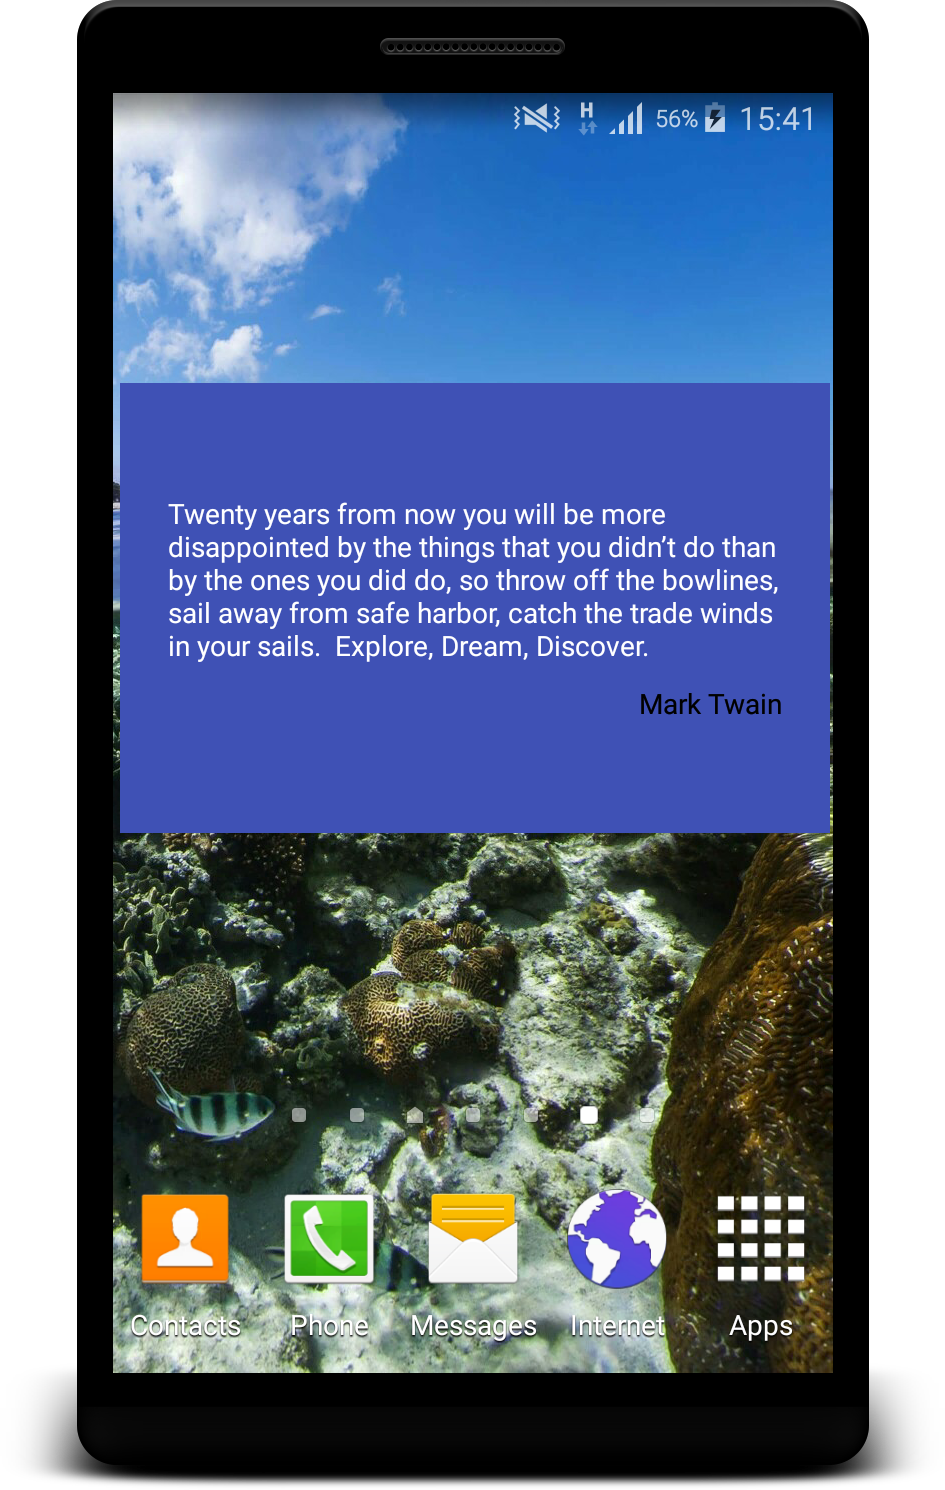 H 56% 15:41
Twenty years from now you will be more
disappointed by the things that you didn’t do than
by the ones you did do, so throw off the bowlines,
sail away from safe harbor, catch the trade winds
in your sails.  Explore, Dream, Discover.
Mark Twain
Contacts Phone Messages Internet Apps